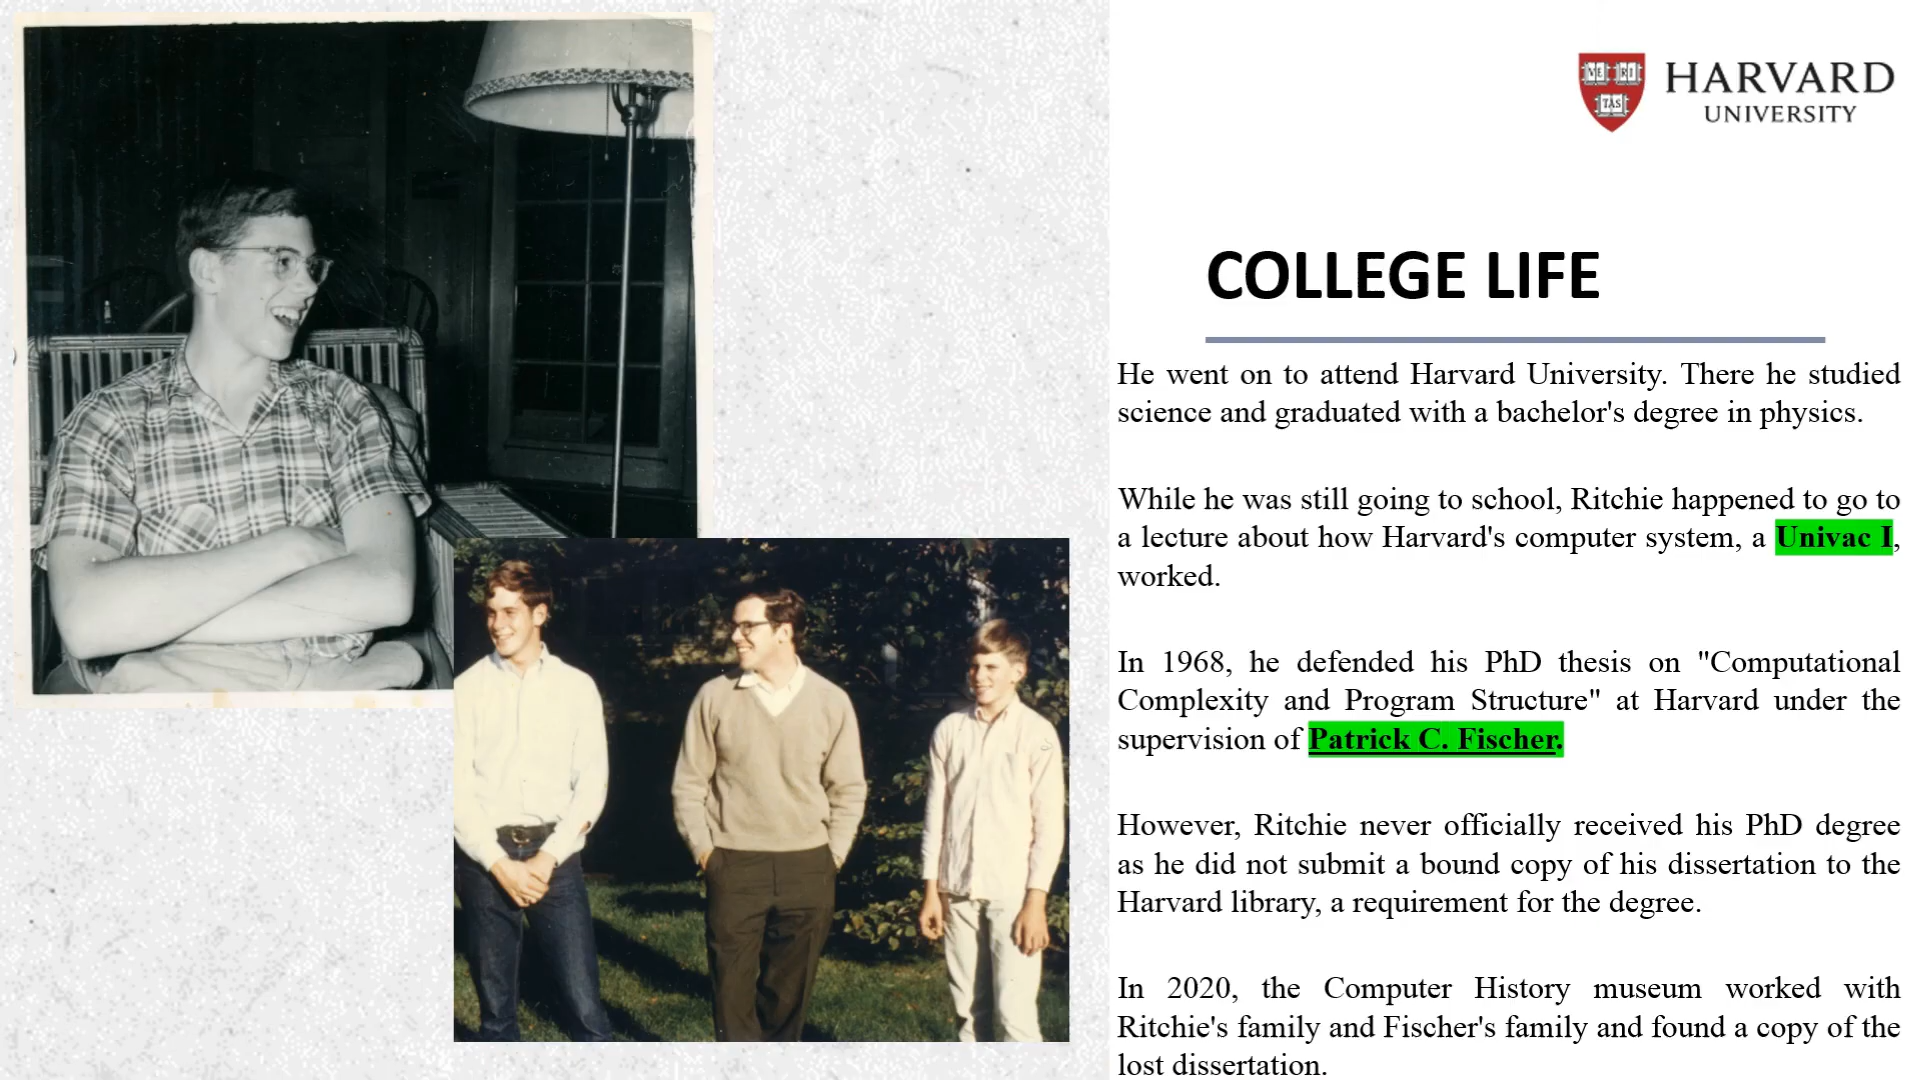 VE RI
TAS
HARVARD
UNIVERSITY
COLLEGE LIFE
He went on to attend Harvard University. There he studied
science and graduated with a bachelor's degree in physics.
While he was still going to school, Ritchie happened to go to
a lecture about how Harvard's computer system, a Univac I,
worked.
In 1968, he defended his PhD thesis on "Computational
Complexity and Program Structure" at Harvard under the
supervision of Patrick C. Fischer.
However, Ritchie never officially received his PhD degree
as he did not submit a bound copy of his dissertation to the
Harvard library, a requirement for the degree.
In 2020, the Computer History museum worked with
Ritchie's family and Fischer's family and found a copy of the
lost dissertation.